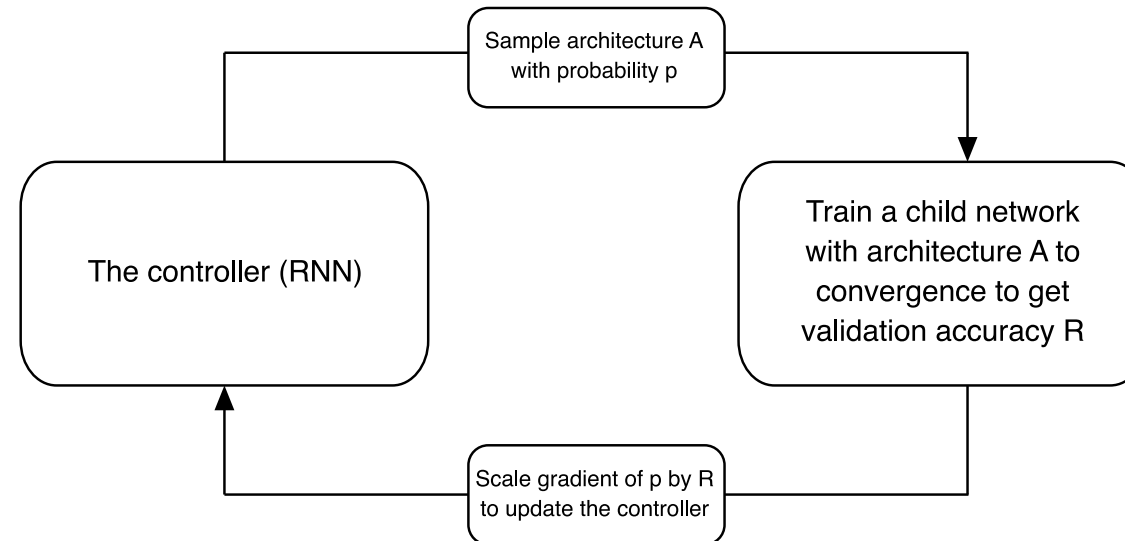 Sample architecture A
with probability p
The controller (RNN)
Train a child network
with architecture A to
convergence to get
validation accuracy R
Scale gradient of p by R
to update the controller